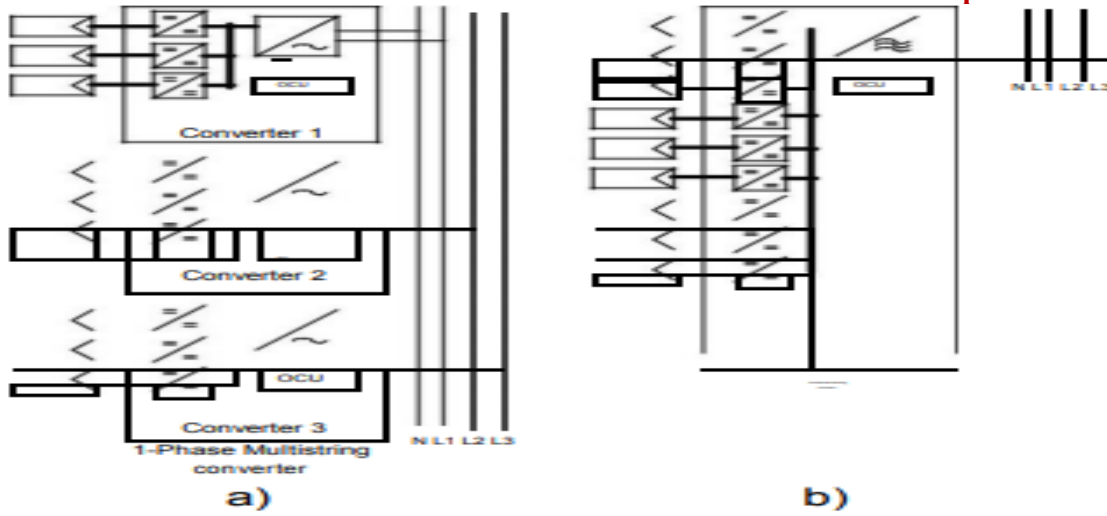 OCU
Converter 1
OCU
N L1 L2 L3
Converter 2
OCU
Converter 3
N L1 L2 L3
1-Phase Multistring
converter
a)
b)